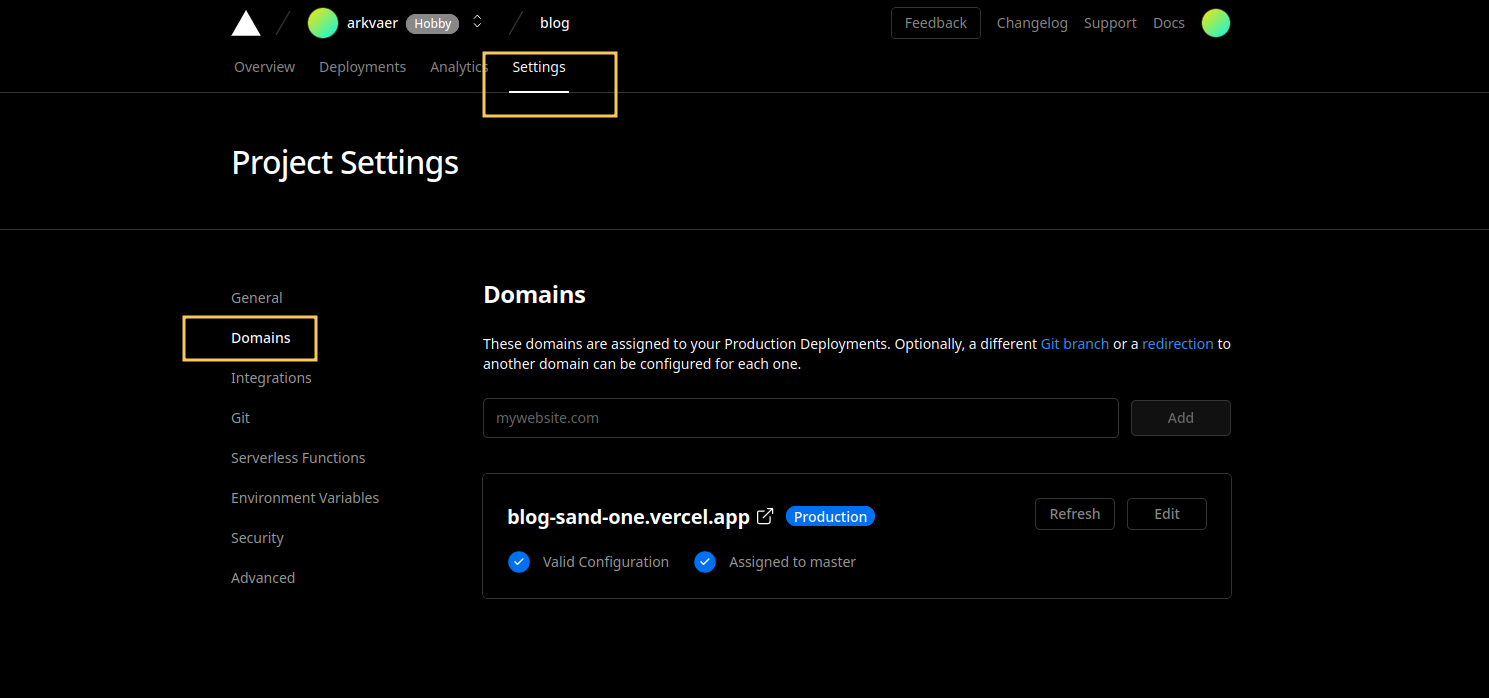 arkvaer Hobby blog Feedback Changelog Support Docs
Overview Deployments Analytics Settings
Project Settings
General
Domains
Integrations
Git
Serverless Functions
Environment Variables
Security
Advanced
Domains
These domains are assigned to your Production Deployments. Optionally, a different Git branch or a redirection to
another domain can be configured for each one.
mywebsite.com Add
blog-sand-one.vercel.app Production Refresh Edit
Valid Configuration Assigned to master